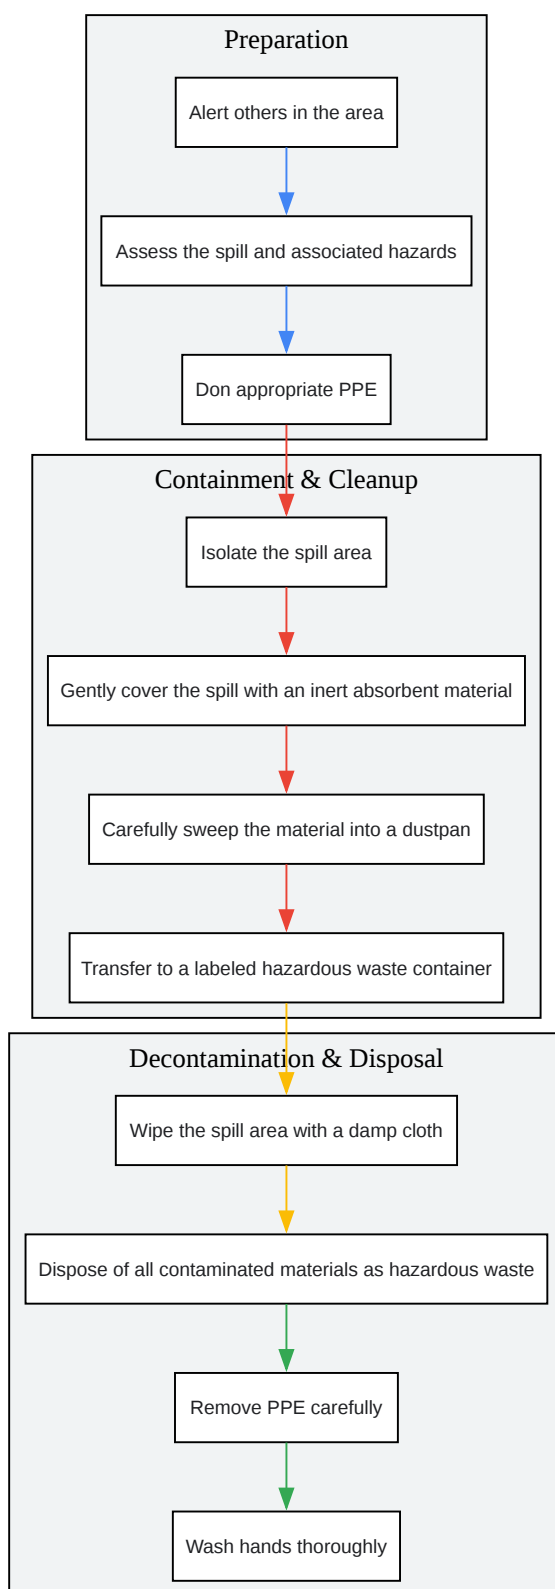 Preparation
Alert others in the area
Assess the spill and associated hazards
Don appropriate PPE
Containment & Cleanup
Isolate the spill area
Gently cover the spill with an inert absorbent material
Carefully sweep the material into a dustpan
Transfer to a labeled hazardous waste container
Decontamination & Disposal
Wipe the spill area with a damp cloth
Dispose of all contaminated materials as hazardous waste
Remove PPE carefully
Wash hands thoroughly